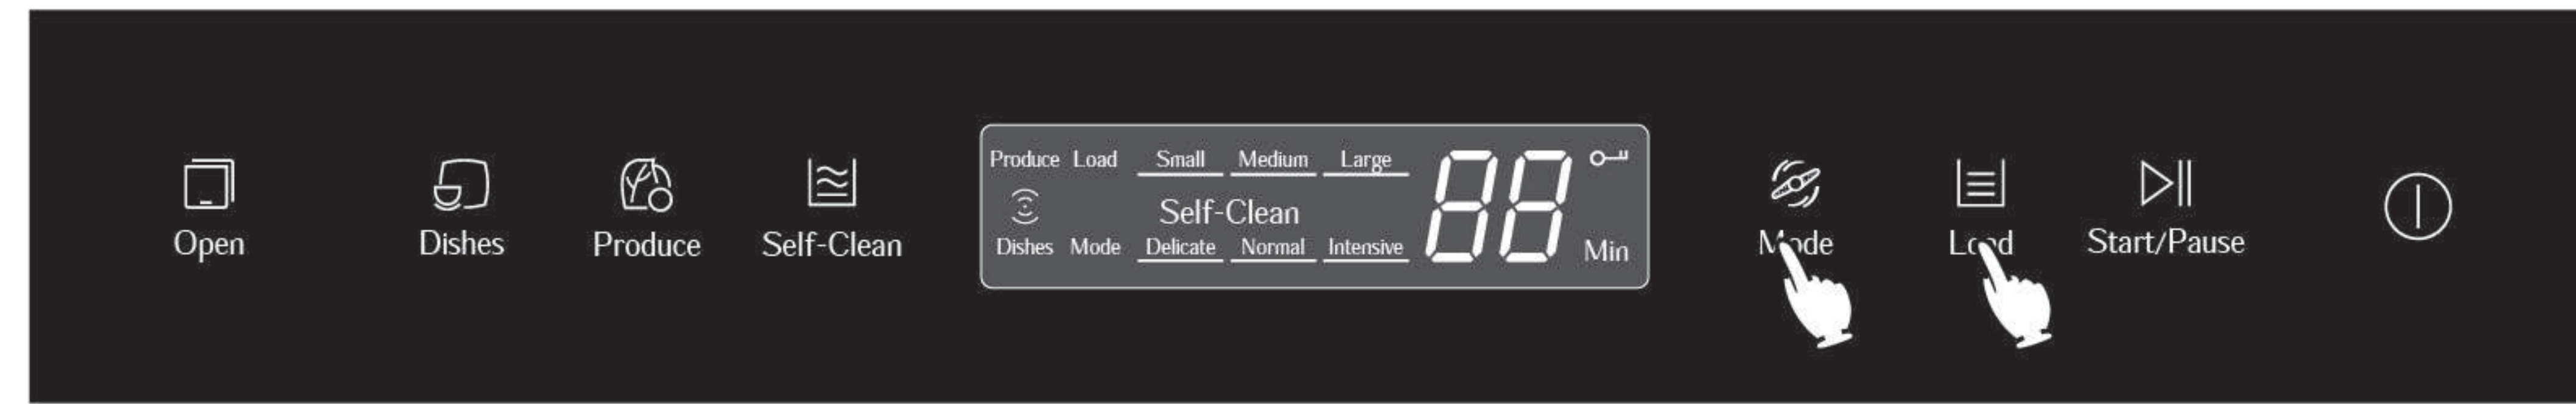 Open
Dishes
Produce
Self-Clean
Produce Load Small Medium Large
Self-Clean
Dishes Mode Delicate Normal Intensive
88
Min
Mode
Load
Start/Pause